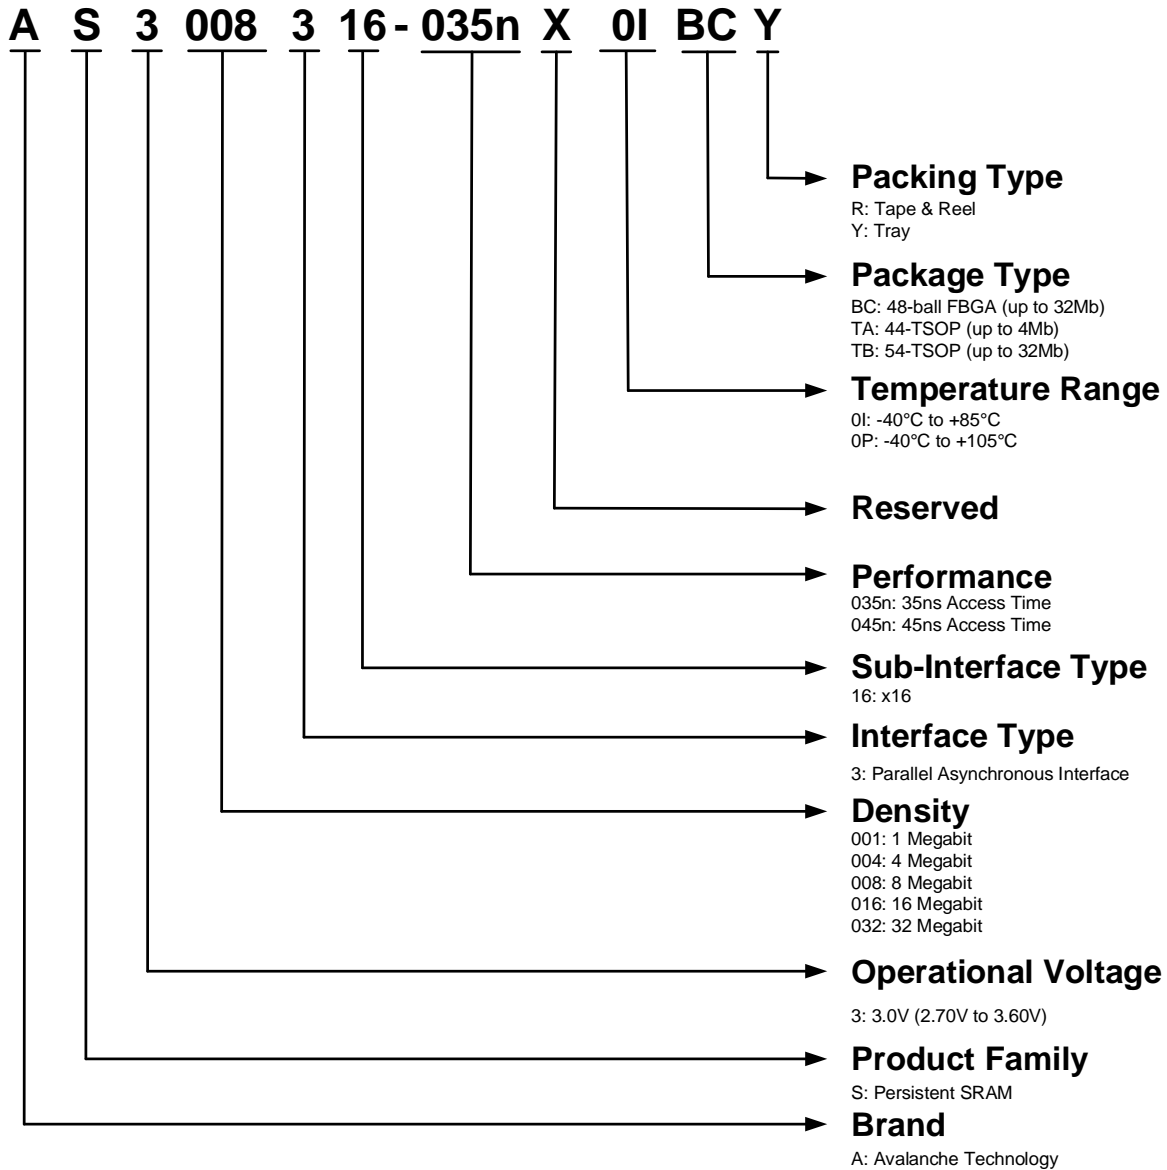 A S 3 008 3 16 - 035n X 0I BC Y
Packing Type
R: Tape & Reel
Y: Tray
Package Type
BC: 48-ball FBGA (up to 32Mb)
TA: 44-TSOP (up to 4Mb)
TB: 54-TSOP (up to 32Mb)
Temperature Range
0I: -40°C to +85°C
0P: -40°C to +105°C
Reserved
Performance
035n: 35ns Access Time
045n: 45ns Access Time
Sub-Interface Type
16: x16
Interface Type
3: Parallel Asynchronous Interface
Density
001: 1 Megabit
004: 4 Megabit
008: 8 Megabit
016: 16 Megabit
032: 32 Megabit
Operational Voltage
3: 3.0V (2.70V to 3.60V)
Product Family
S: Persistent SRAM
Brand
A: Avalanche Technology